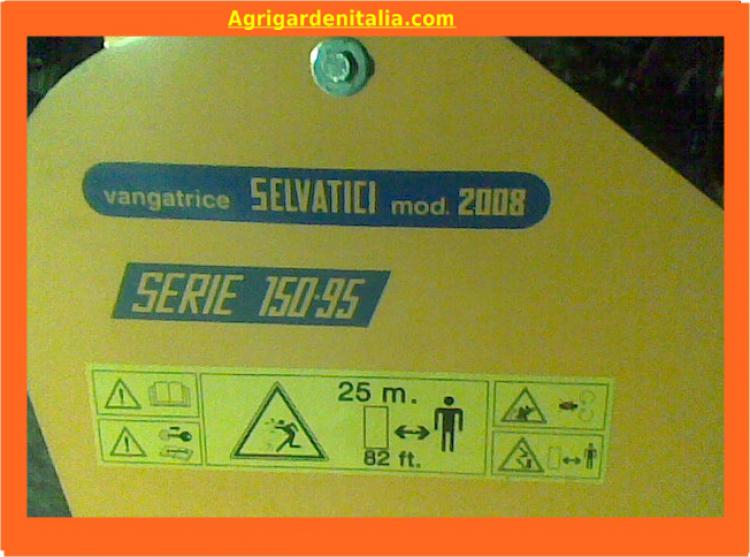 Agrigardenitalia.com
vangatrice SELVATICI mod. 2008
SERIE 150-95
25 m.
82 ft.